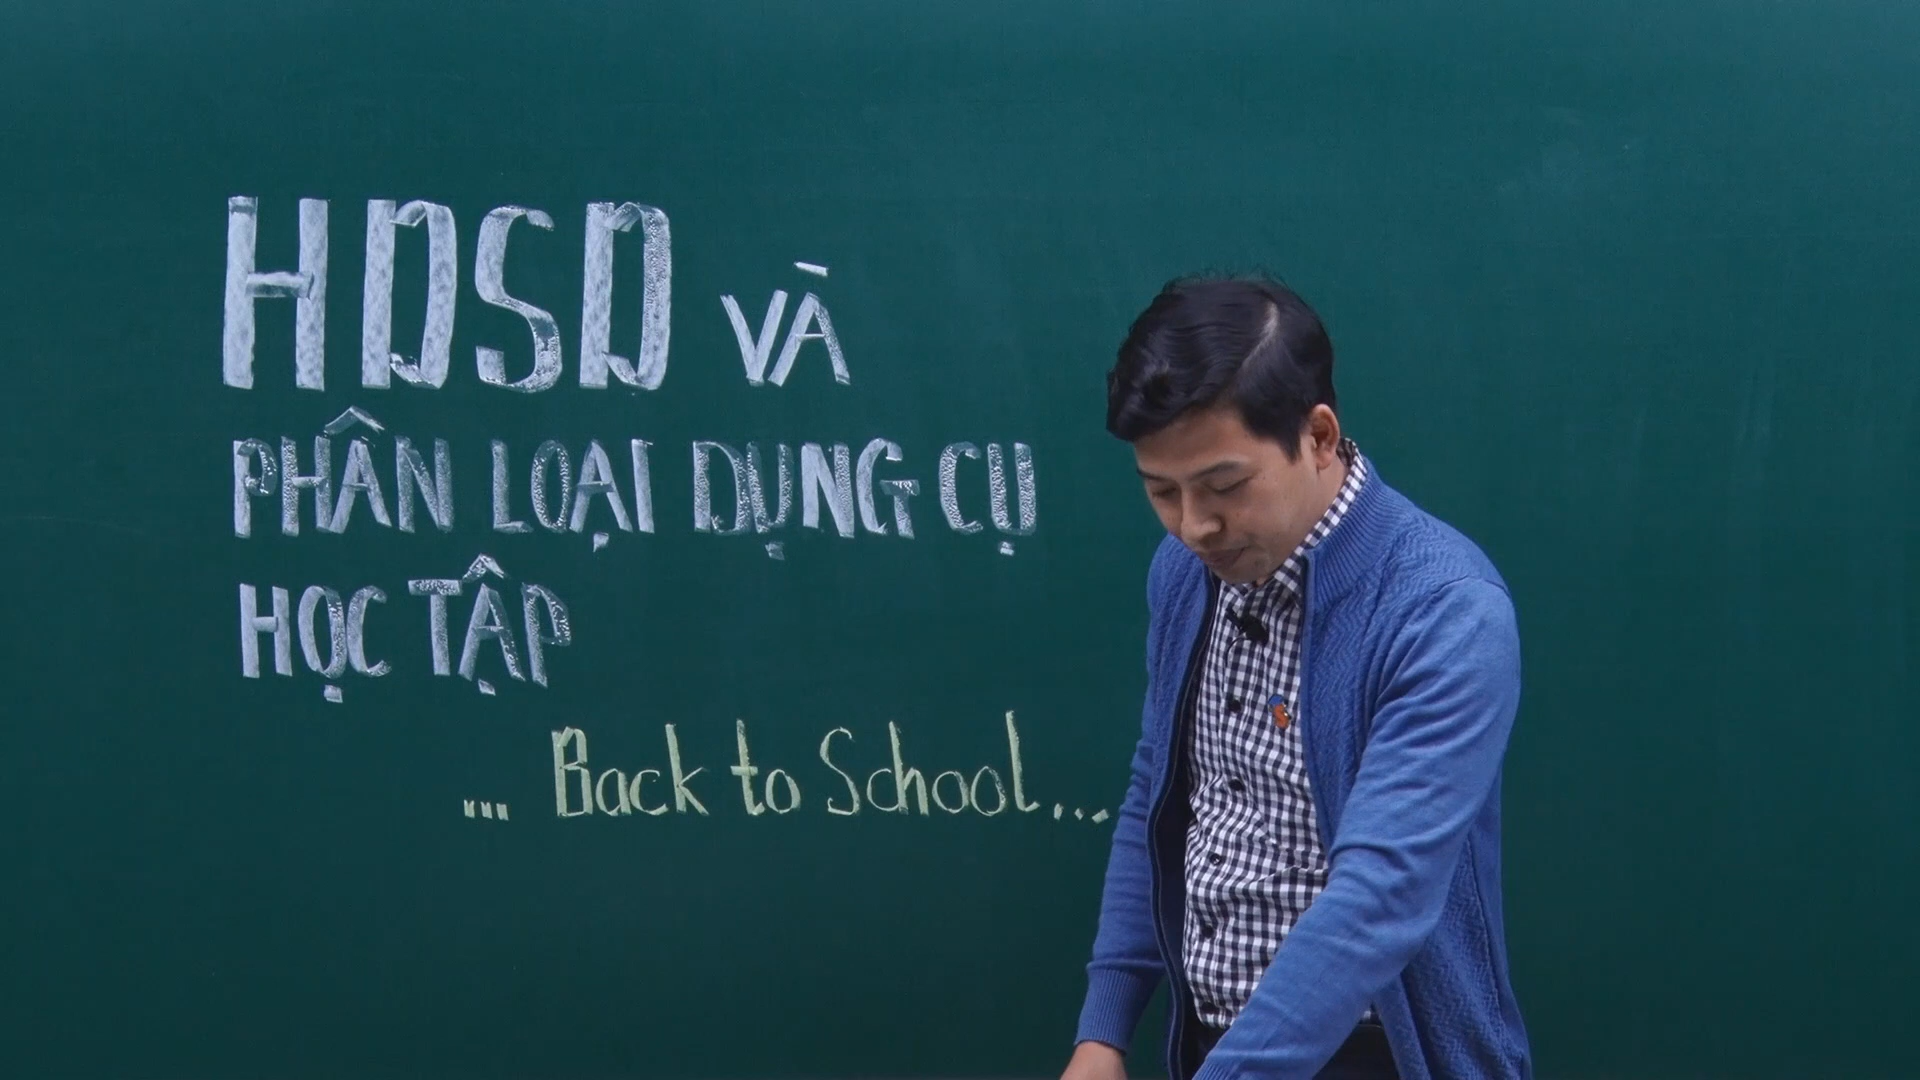 HDSD VÀ
PHÂN LOẠI DỤNG CỤ
HỌC TẬP
... Back to School...